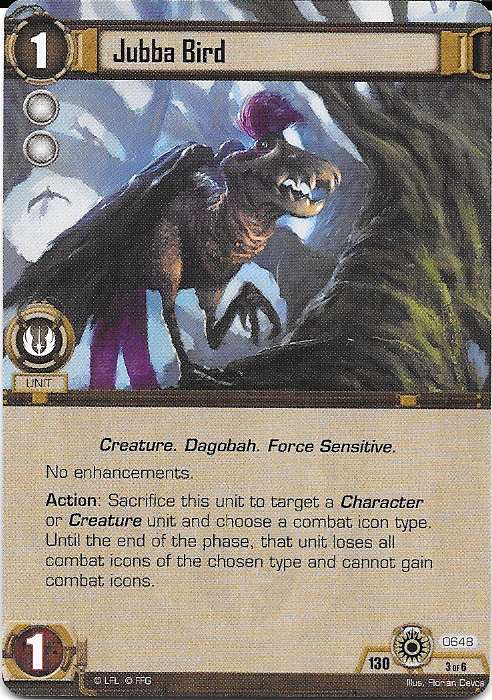 1
Jubba Bird
UNIT
Creature. Dagobah. Force Sensitive.
No enhancements.
Action: Sacrifice this unit to target a Character
or Creature unit and choose a combat icon type.
Until the end of the phase, that unit loses all
combat icons of the chosen type and cannot gain
combat icons.
1
130
0648
3 OF 6
© LFL © FFG
Illus. Florian Devos